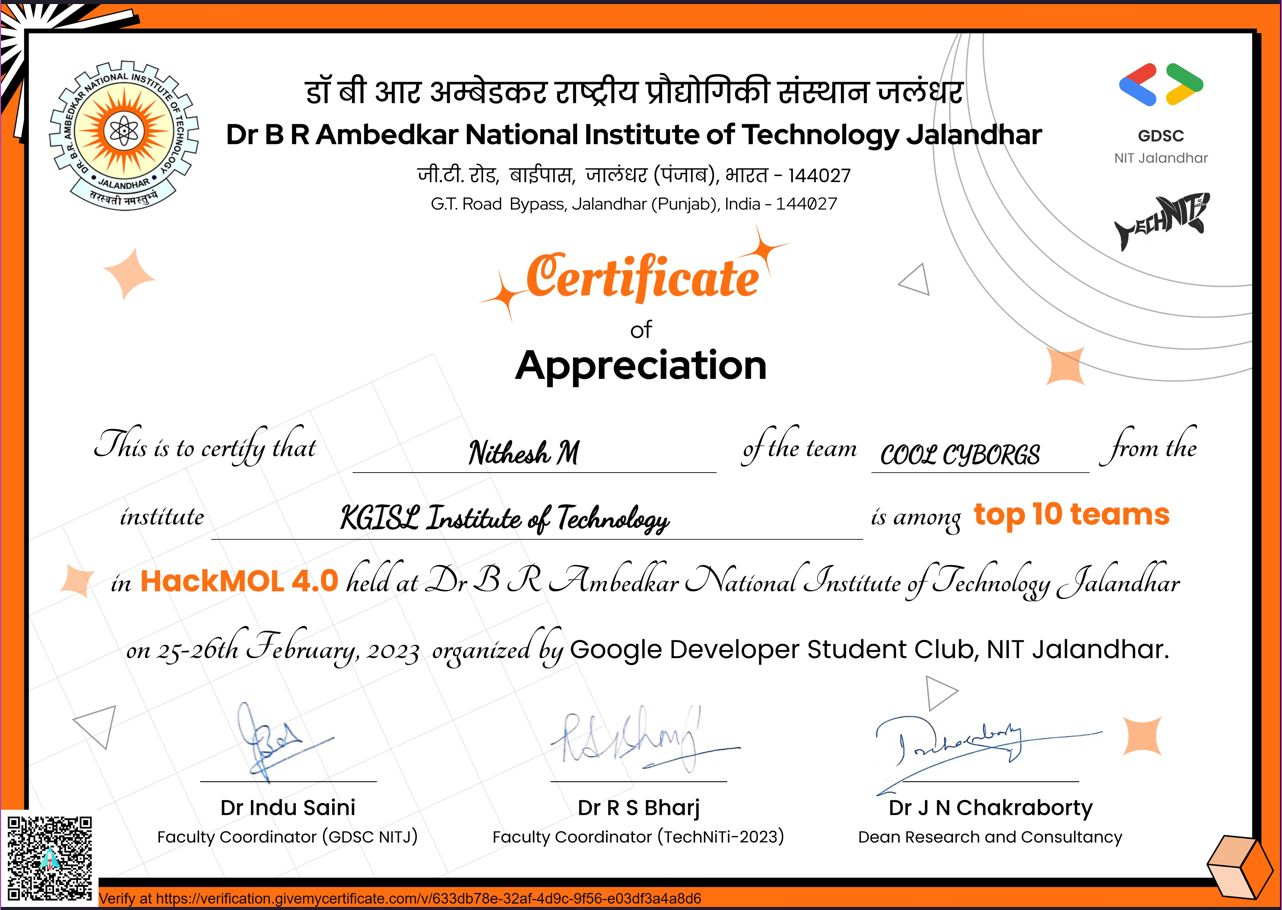 DR. B.R. AMBEDKAR NATIONAL INSTITUTE OF TECHNOLOGY
JALANDHAR
सरस्वती नमस्तुभ्यं
डॉ बी आर अम्बेडकर राष्ट्रीय प्रौद्योगिकी संस्थान जलंधर
Dr B R Ambedkar National Institute of Technology Jalandhar
जी.टी. रोड, बाईपास, जालंधर (पंजाब), भारत - 144027
G.T. Road Bypass, Jalandhar (Punjab), India - 144027
GDSC
NIT Jalandhar
TECHNITI
Certificate
of
Appreciation
This is to certify that Nithesh M of the team COOL CYBORGS from the
institute KGISL Institute of Technology is among top 10 teams
in HackMOL 4.0 held at Dr B R Ambedkar National Institute of Technology Jalandhar
on 25-26th February, 2023 organized by Google Developer Student Club, NIT Jalandhar.
Dr Indu Saini
Faculty Coordinator (GDSC NITJ)
Dr R S Bharj
Faculty Coordinator (TechNiTi-2023)
Dr J N Chakraborty
Dean Research and Consultancy
Verify at https://verification.givemycertificate.com/v/633db78e-32af-4d9c-9f56-e03df3a4a8d6